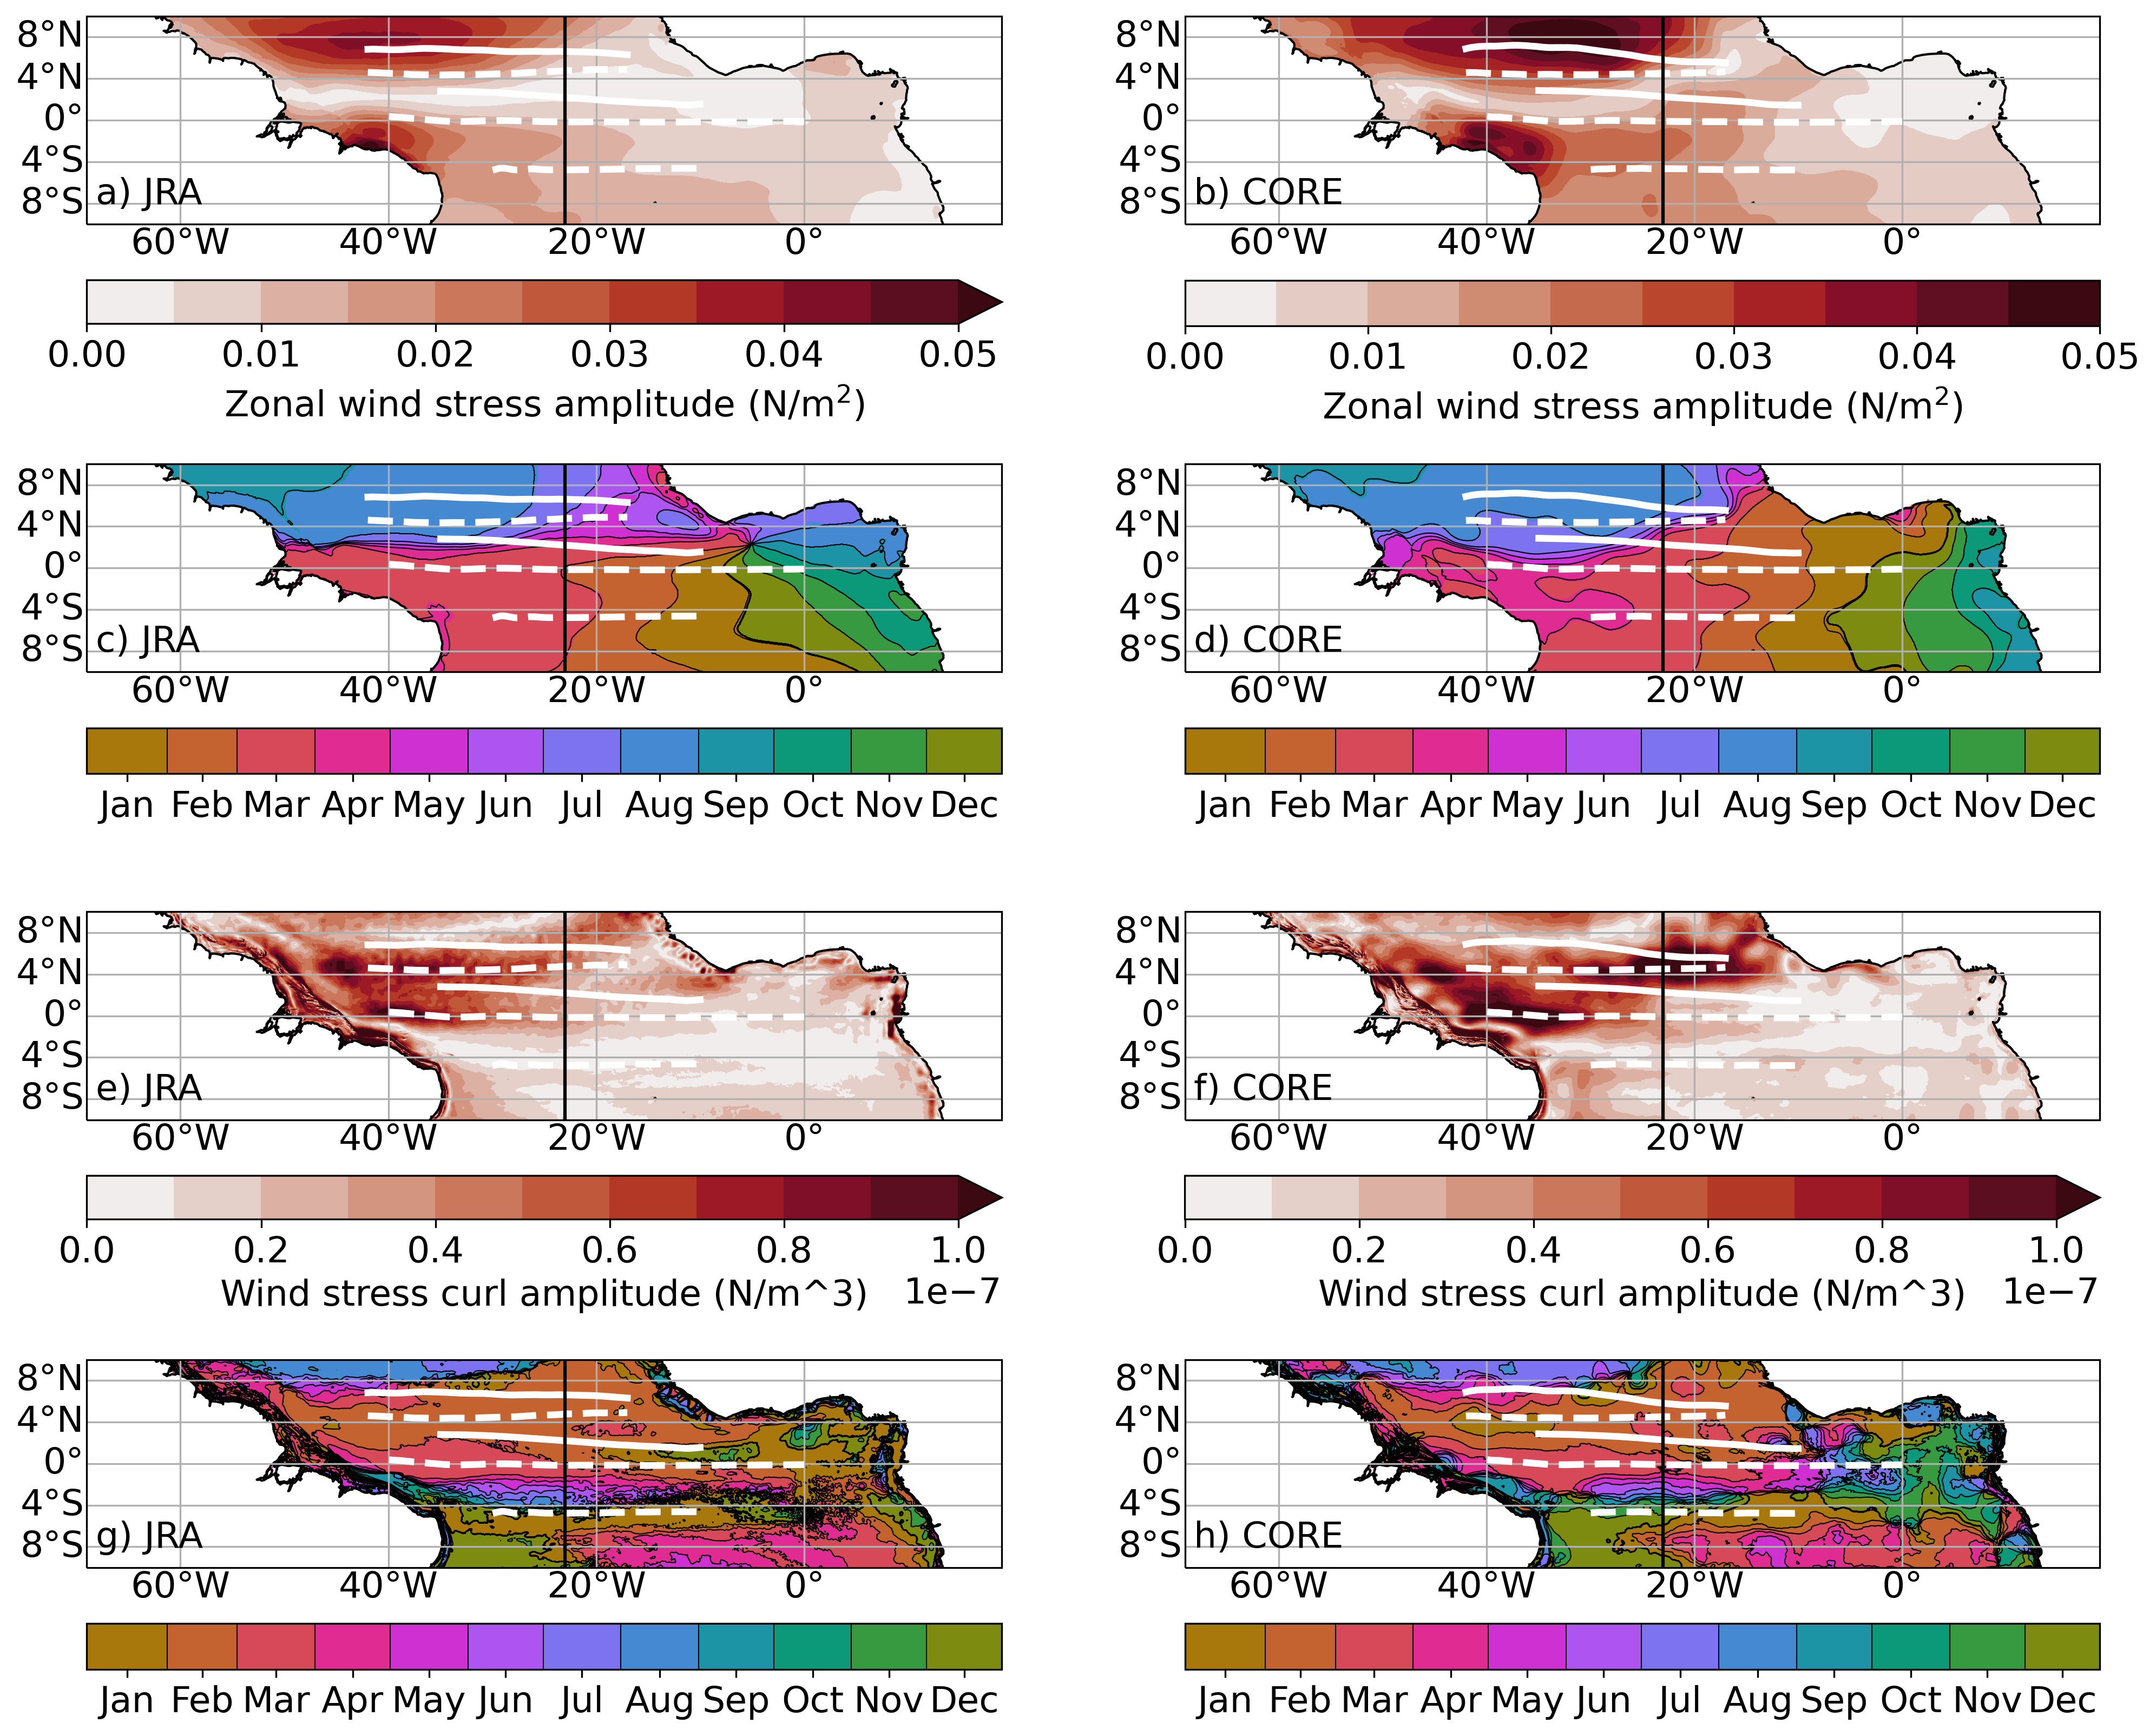 8°N
4°N
0°
4°S
8°S
a) JRA
60°W 40°W 20°W 0°
0.00 0.01 0.02 0.03 0.04 0.05
Zonal wind stress amplitude (N/m²)
8°N
4°N
0°
4°S
8°S
b) CORE
60°W 40°W 20°W 0°
0.00 0.01 0.02 0.03 0.04 0.05
Zonal wind stress amplitude (N/m²)
8°N
4°N
0°
4°S
8°S
c) JRA
60°W 40°W 20°W 0°
Jan Feb Mar Apr May Jun Jul Aug Sep Oct Nov Dec
8°N
4°N
0°
4°S
8°S
d) CORE
60°W 40°W 20°W 0°
Jan Feb Mar Apr May Jun Jul Aug Sep Oct Nov Dec
8°N
4°N
0°
4°S
8°S
e) JRA
60°W 40°W 20°W 0°
0.0 0.2 0.4 0.6 0.8 1.0
Wind stress curl amplitude (N/m^3) 1e−7
8°N
4°N
0°
4°S
8°S
f) CORE
60°W 40°W 20°W 0°
0.0 0.2 0.4 0.6 0.8 1.0
Wind stress curl amplitude (N/m^3) 1e−7
8°N
4°N
0°
4°S
8°S
g) JRA
60°W 40°W 20°W 0°
Jan Feb Mar Apr May Jun Jul Aug Sep Oct Nov Dec
8°N
4°N
0°
4°S
8°S
h) CORE
60°W 40°W 20°W 0°
Jan Feb Mar Apr May Jun Jul Aug Sep Oct Nov Dec